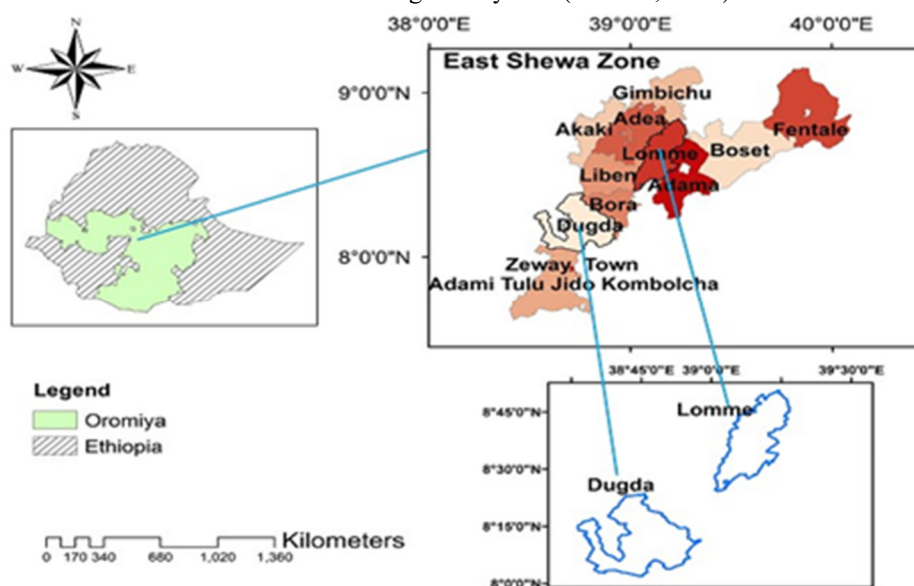 38°0'0"E 39°0'0"E 40°0'0"E
N
W E
S
East Shewa Zone
9°0'0"N
Gimbichu
Adea
Akaki
Fentale
Lomme
Boset
Liben
Adama
Bora
Dugda
8°0'0"N
Zeway Town
Adami Tulu Jido Kombolcha
38°45'0"E 39°0'0"E 39°30'0"E
Legend
Oromiya
Ethiopia
8°45'0"N
Lomme
8°30'0"N
Dugda
8°15'0"N
8°0'0"N
Kilometers
0 170 340 680 1,020 1,360